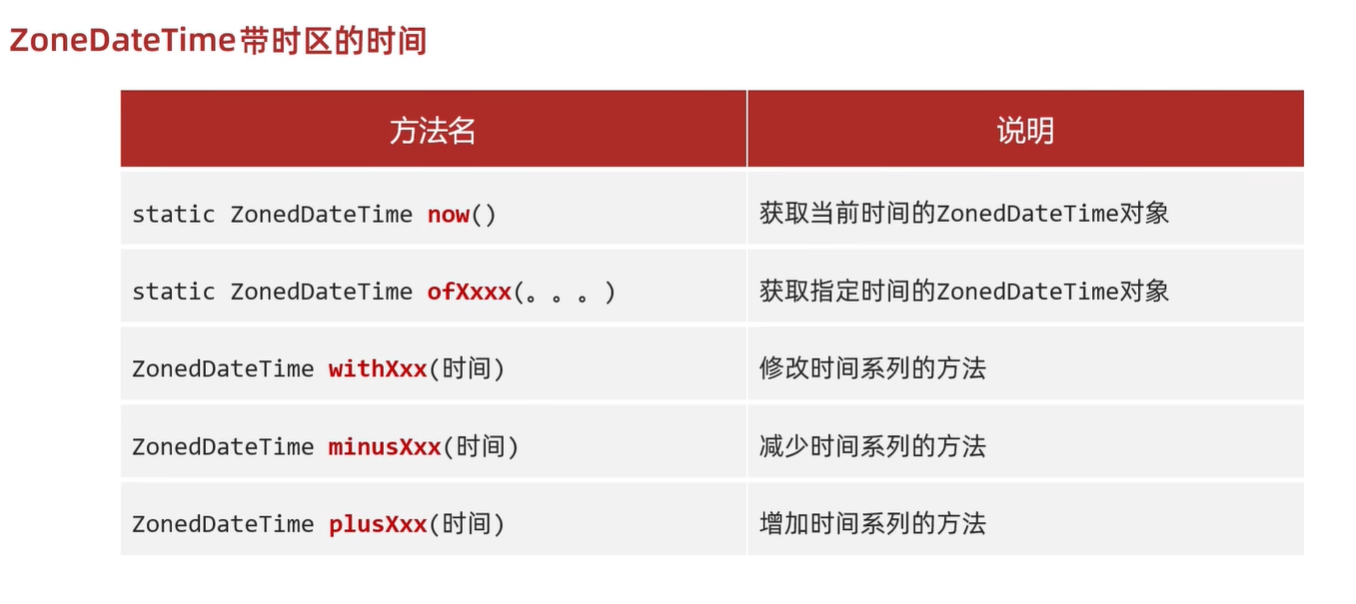 ZoneDateTime带时区的时间
方法名 说明
static ZonedDateTime now() 获取当前时间的ZonedDateTime对象
static ZonedDateTime ofXxxx(。。。) 获取指定时间的ZonedDateTime对象
ZonedDateTime withXxx(时间) 修改时间系列的方法
ZonedDateTime minusXxx(时间) 减少时间系列的方法
ZonedDateTime plusXxx(时间) 增加时间系列的方法